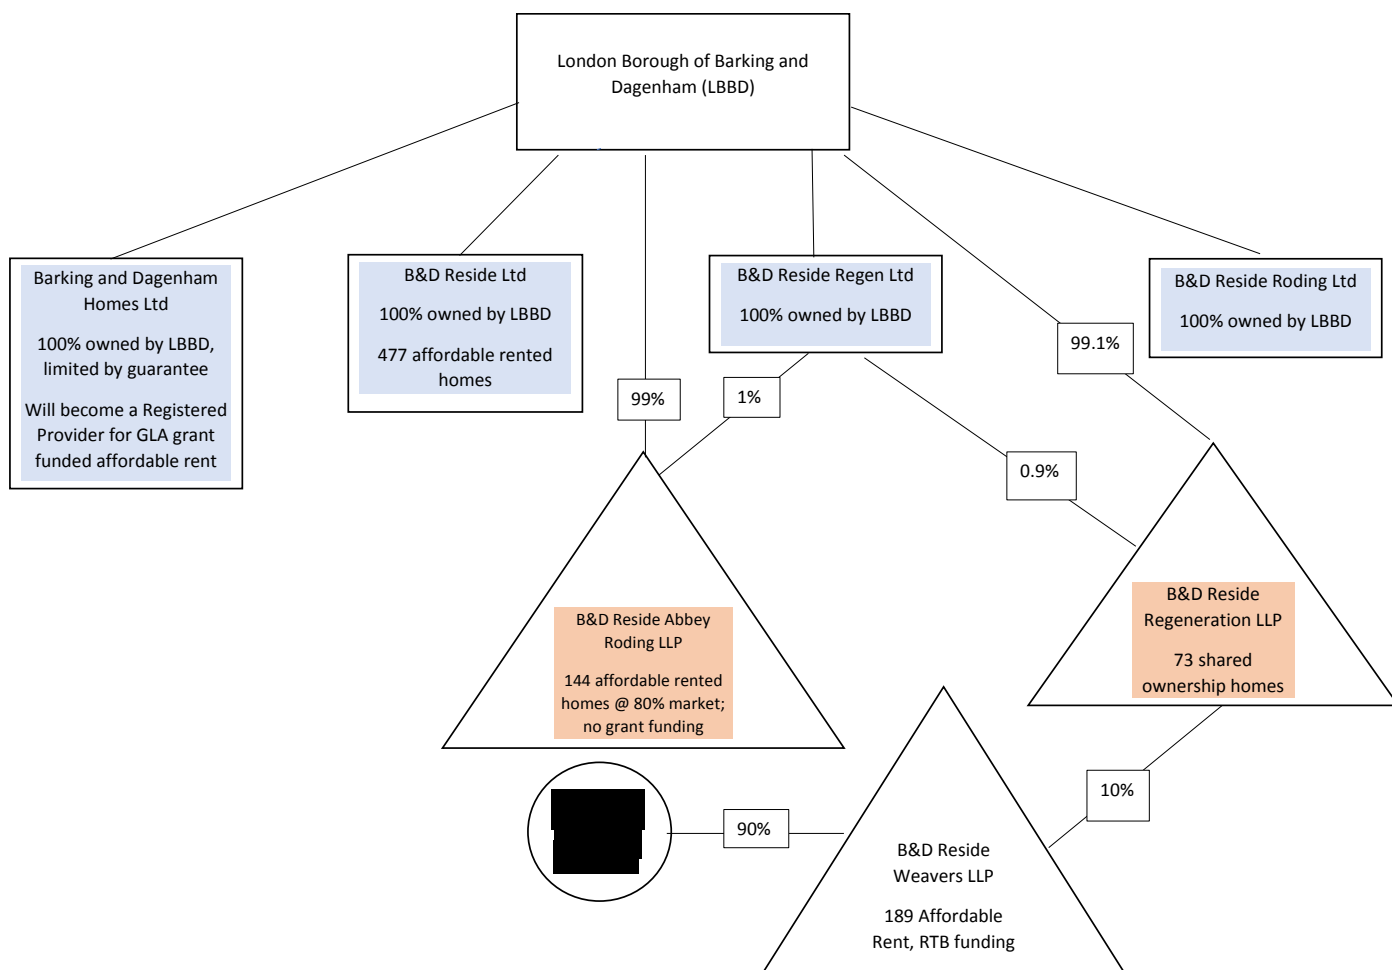 London Borough of Barking and
Dagenham (LBBD)
Barking and Dagenham
Homes Ltd
100% owned by LBBD,
limited by guarantee
Will become a Registered
Provider for GLA grant
funded affordable rent
B&D Reside Ltd
100% owned by LBBD
477 affordable rented
homes
B&D Reside Regen Ltd
100% owned by LBBD
B&D Reside Roding Ltd
100% owned by LBBD
99%
1%
99.1%
0.9%
B&D Reside Abbey
Roding LLP
144 affordable rented
homes @ 80% market;
no grant funding
B&D Reside
Regeneration LLP
73 shared
ownership homes
90%
10%
B&D Reside
Weavers LLP
189 Affordable
Rent, RTB funding